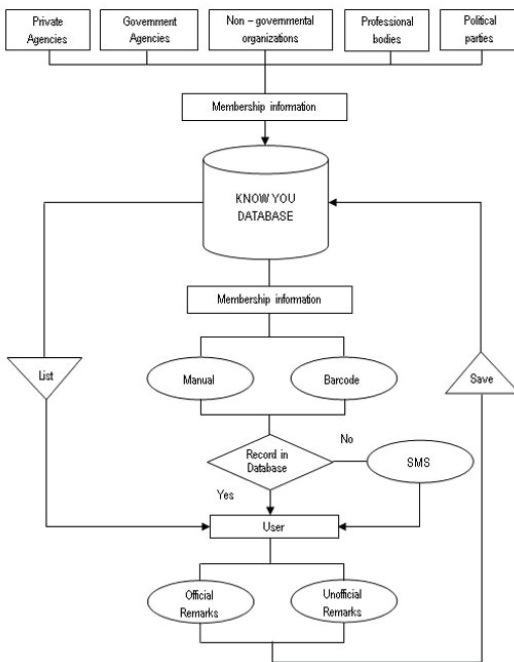 Private
Agencies
Government
Agencies
Non - governmental
organizations
Professional
bodies
Political
parties
Membership information
KNOW YOU
DATABASE
Membership information
List
Manual
Barcode
Save
Record in
Database
No
SMS
Yes
User
Official
Remarks
Unofficial
Remarks